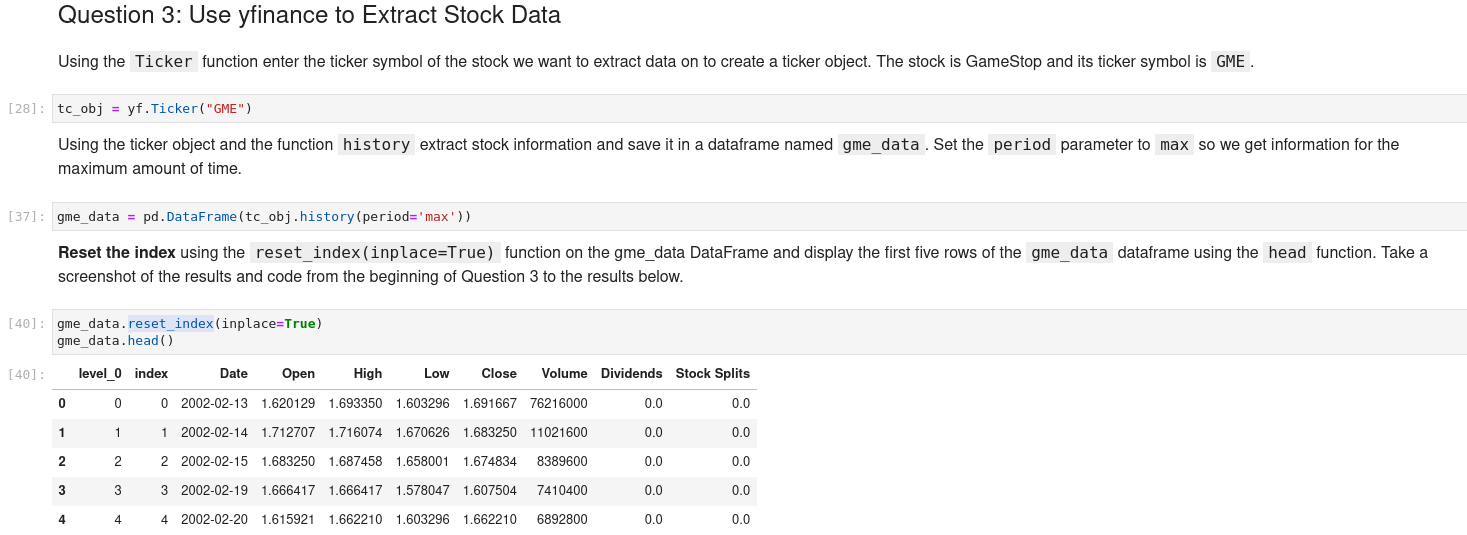 Question 3: Use yfinance to Extract Stock Data
Using the Ticker function enter the ticker symbol of the stock we want to extract data on to create a ticker object. The stock is GameStop and its ticker symbol is GME.
[28]: tc_obj = yf.Ticker("GME")
Using the ticker object and the function history extract stock information and save it in a dataframe named gme_data. Set the period parameter to max so we get information for the
maximum amount of time.
[37]: gme_data = pd.DataFrame(tc_obj.history(period='max'))
Reset the index using the reset_index(inplace=True) function on the gme_data DataFrame and display the first five rows of the gme_data dataframe using the head function. Take a
screenshot of the results and code from the beginning of Question 3 to the results below.
[40]: gme_data.reset_index(inplace=True)
gme_data.head()
[40]: level_0 index Date Open High Low Close Volume Dividends Stock Splits
0 0 0 2002-02-13 1.620129 1.693350 1.603296 1.691667 76216000 0.0 0.0
1 1 1 2002-02-14 1.712707 1.716074 1.670626 1.683250 11021600 0.0 0.0
2 2 2 2002-02-15 1.683250 1.687458 1.658001 1.674834 8389600 0.0 0.0
3 3 3 2002-02-19 1.666417 1.666417 1.578047 1.607504 7410400 0.0 0.0
4 4 4 2002-02-20 1.615921 1.662210 1.603296 1.662210 6892800 0.0 0.0